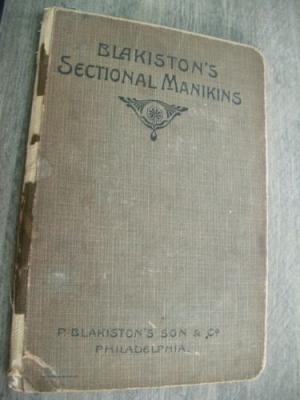 BLAKISTON'S
SECTIONAL MANIKINS
P. BLAKISTON'S SON & Co
PHILADELPHIA.